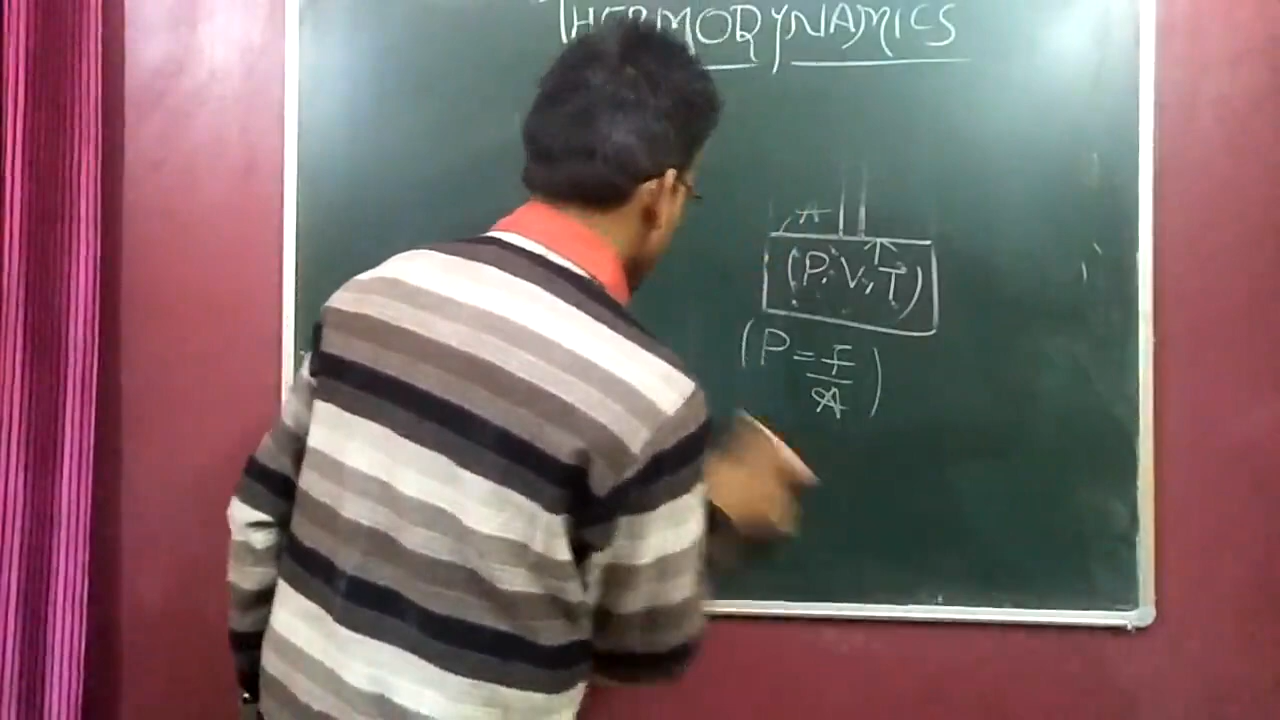 THERMODYNAMICS
A
(P, V, T)
(P = F/A)